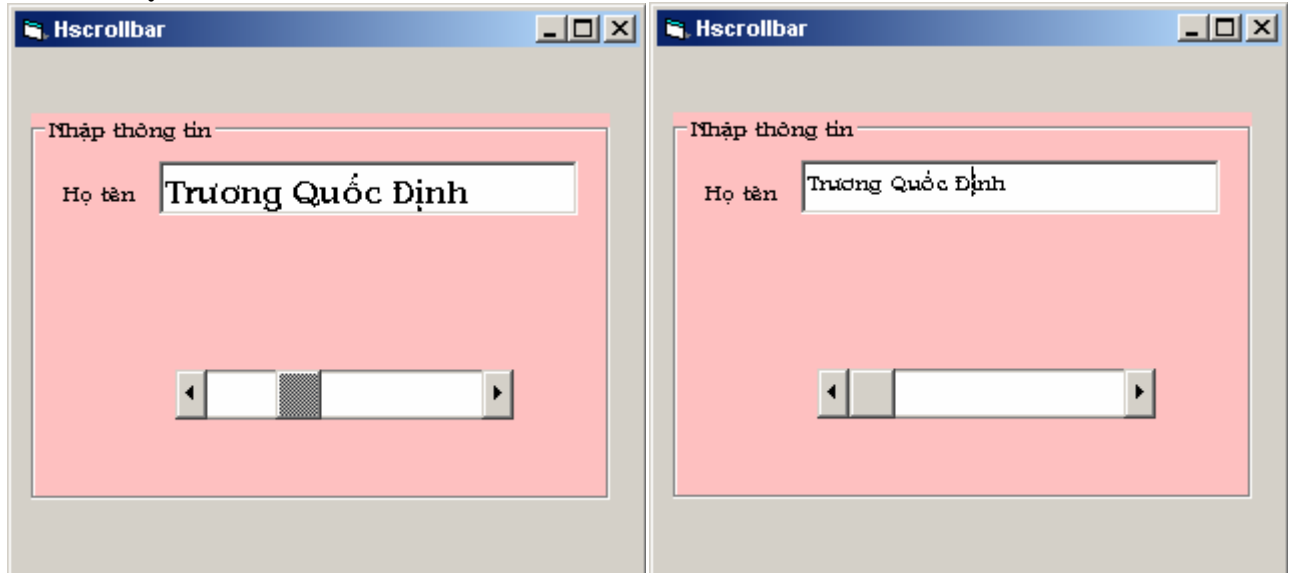 Hscrollbar
Nhập thông tin
Họ tên Trương Quốc Định
Hscrollbar
Nhập thông tin
Họ tên Trương Quốc Định